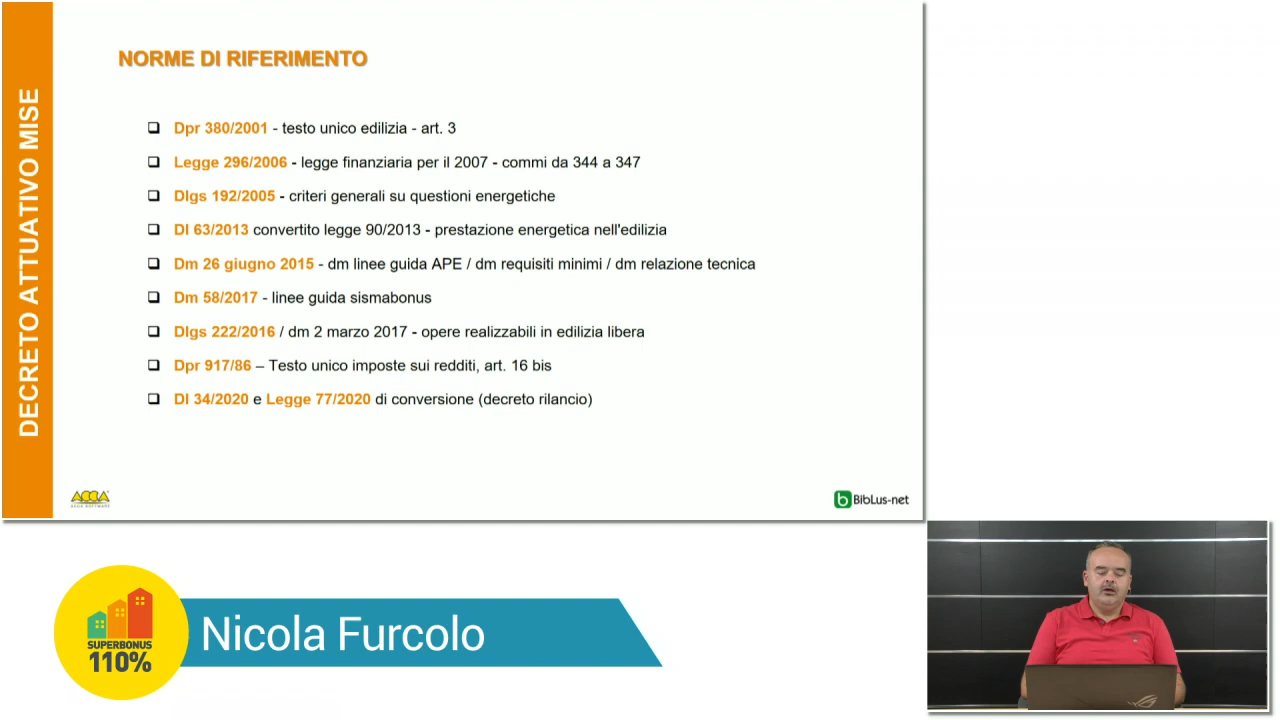 DECRETO ATTUATIVO MISE
NORME DI RIFERIMENTO
Dpr 380/2001 - testo unico edilizia - art. 3
Legge 296/2006 - legge finanziaria per il 2007 - commi da 344 a 347
Dlgs 192/2005 - criteri generali su questioni energetiche
Dl 63/2013 convertito legge 90/2013 - prestazione energetica nell'edilizia
Dm 26 giugno 2015 - dm linee guida APE / dm requisiti minimi / dm relazione tecnica
Dm 58/2017 - linee guida sismabonus
Dlgs 222/2016 / dm 2 marzo 2017 - opere realizzabili in edilizia libera
Dpr 917/86 – Testo unico imposte sui redditi, art. 16 bis
Dl 34/2020 e Legge 77/2020 di conversione (decreto rilancio)
ACCA
ACCA SOFTWARE
b BibLus-net
SUPERBONUS
110%
Nicola Furcolo